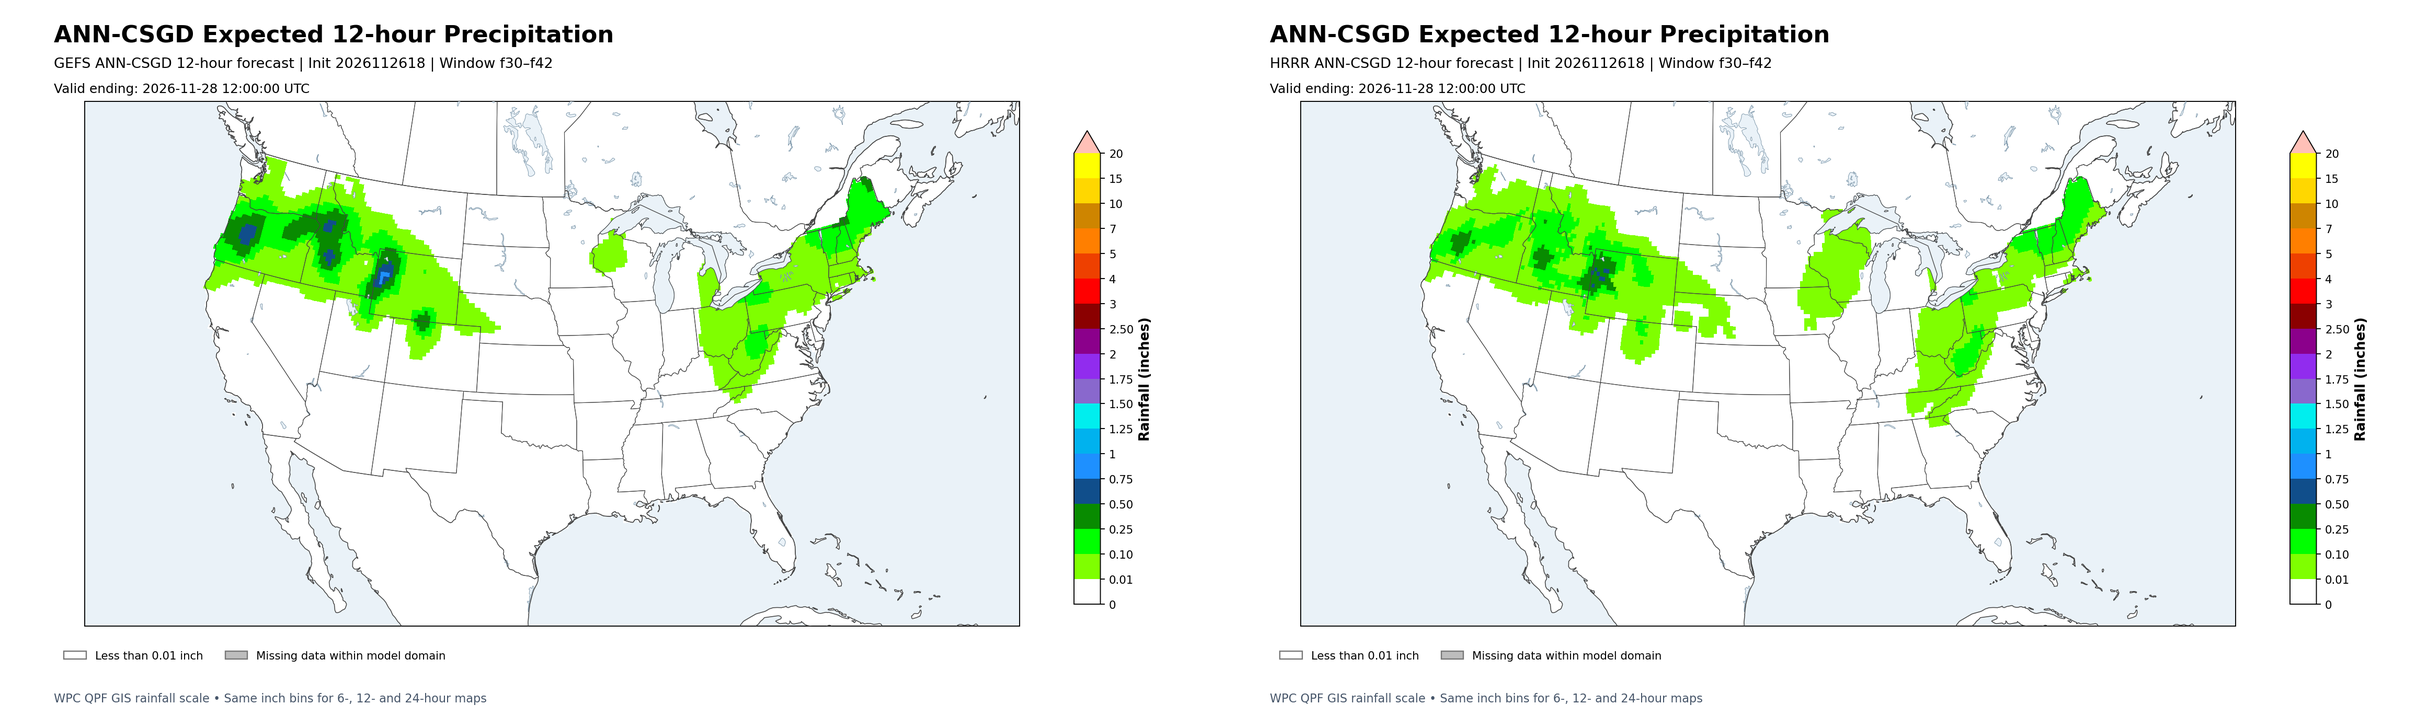 ANN-CSGD Expected 12-hour Precipitation
GEFS ANN-CSGD 12-hour forecast | Init 2026112618 | Window f30–f42
Valid ending: 2026-11-28 12:00:00 UTC
20
15
10
7
5
4
3
2.50
2
1.75
1.50
1.25
1
0.75
0.50
0.25
0.10
0.01
0
Rainfall (inches)
Less than 0.01 inch
Missing data within model domain
WPC QPF GIS rainfall scale • Same inch bins for 6-, 12- and 24-hour maps
ANN-CSGD Expected 12-hour Precipitation
HRRR ANN-CSGD 12-hour forecast | Init 2026112618 | Window f30–f42
Valid ending: 2026-11-28 12:00:00 UTC
20
15
10
7
5
4
3
2.50
2
1.75
1.50
1.25
1
0.75
0.50
0.25
0.10
0.01
0
Rainfall (inches)
Less than 0.01 inch
Missing data within model domain
WPC QPF GIS rainfall scale • Same inch bins for 6-, 12- and 24-hour maps